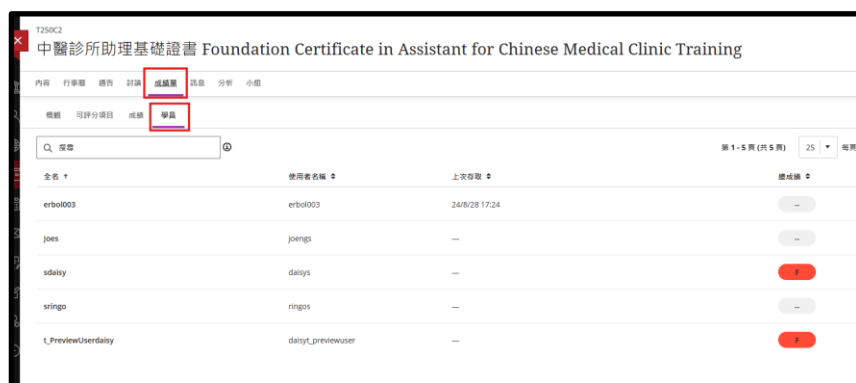 T250C2
中醫診所助理基礎證書 Foundation Certificate in Assistant for Chinese Medical Clinic Training
內容 行事曆 通告 討論 成績單 訊息 分析 小組
概觀 可評分項目 成績 學員
搜尋
第 1 - 5 頁 (共 5 頁) 25 每頁
全名 ↑ 使用者名稱 上次存取 總成績
erbol003 erbol003 24/8/28 17:24 --
joes joengs — --
sdaisy daisys — F
sringo ringos — --
t_PreviewUserdaisy daisyt_previewuser — F